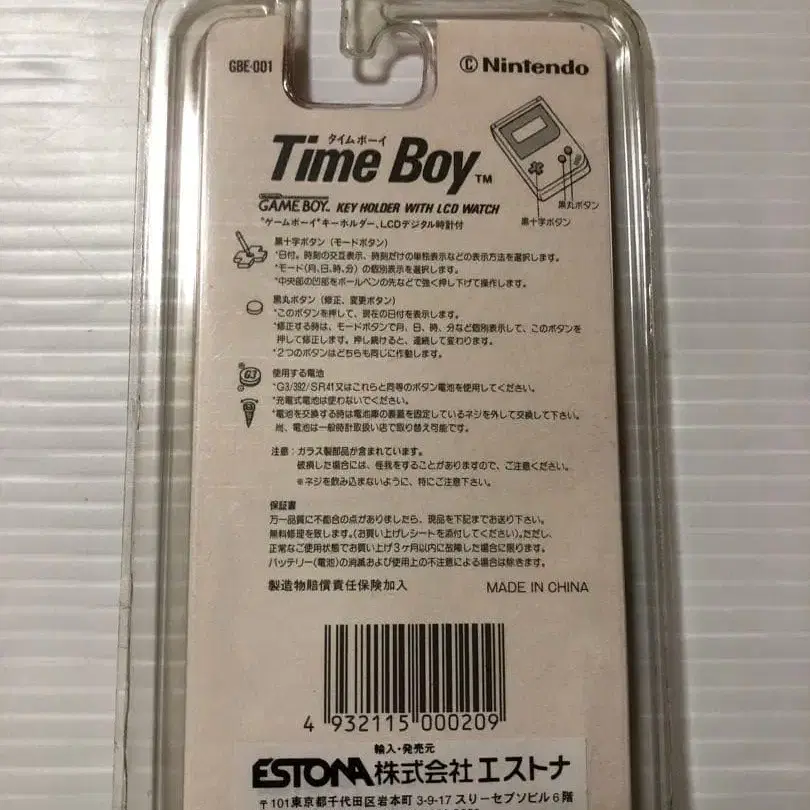 GBE-001
© Nintendo
タイムボーイ
Time Boy TM
黒丸ボタン
黒十字ボタン
GAME BOY TM KEY HOLDER WITH LCD WATCH
"ゲームボーイ"キーホルダー、LCDデジタル時計付
黒十字ボタン(モードボタン)
*日付、時刻の交互表示、時刻だけの単独表示などの表示方法を選択します。
*モード(月、日、時、分)の個別表示を選択します。
*中央部の凹部をボールペンの先などで強く押し下げて操作します。
黒丸ボタン(修正、変更ボタン)
*このボタンを押して、現在の日付を表示します。
*修正する時は、モードボタンで月、日、時、分など個別表示して、このボタンを
押して修正します。押し続けると、連続して変わります。
*2つのボタンはどちらも同じに作動します。
G3
使用する電池
*G3/392/SR41又はこれらと同等のボタン電池を使用してください。
*充電式電池は使わないでください。
*電池を交換する時は電池庫の裏蓋を固定しているネジを外して交換して下さい。
尚、電池は一般時計取扱い店で取り替え可能です。
注意:ガラス製部品が含まれています。
破損した場合には、怪我をすることがありますので、ご注意ください。
※ネジを飲み込まないように、特にご注意下さい。
保証書
万一品質に不都合の点がありましたら、現品を下記までお送り下さい。
無料修理を致します。(お買い上げレシートを添付してください)。ただし、
正常なご使用状態でお買い上げ3ヶ月以内に故障した場合に限ります。
バッテリー(電池)の消滅および使用上の不注意による場合は除きます。
製造物賠償責任保険加入
MADE IN CHINA
4 932115 000209
輸入・発売元
ESTONA 株式会社エストナ
〒101東京都千代田区岩本町3-9-17 スリーセブンビル6階